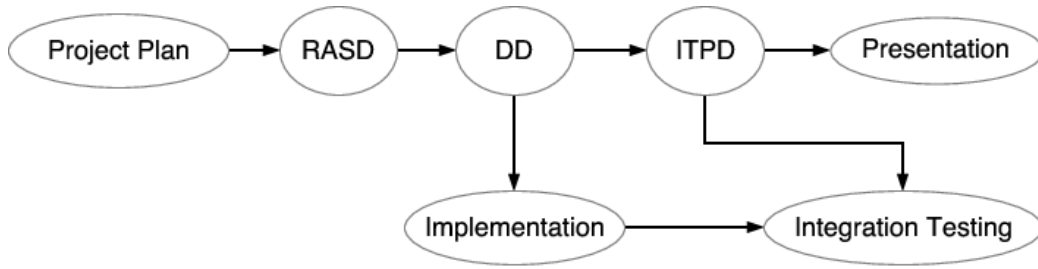 Project Plan
RASD
DD
ITPD
Presentation
Implementation
Integration Testing